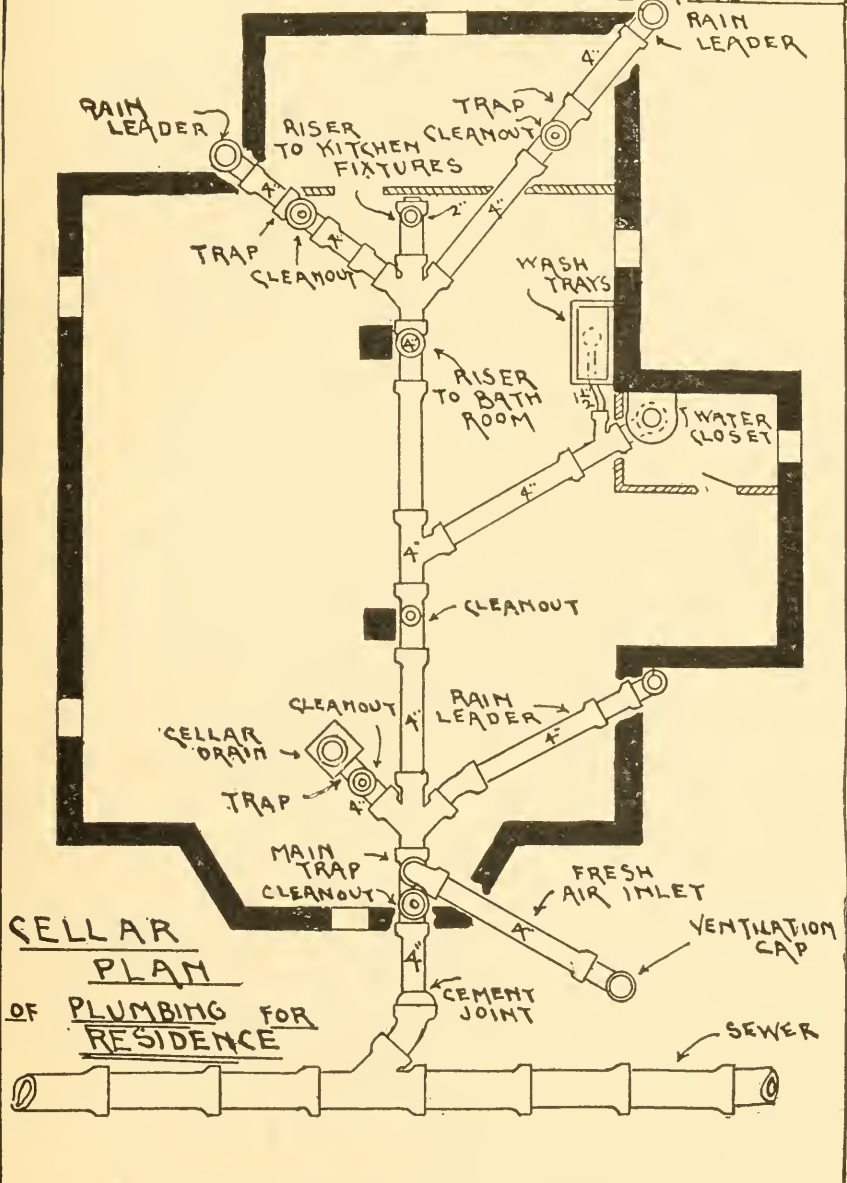 RAIN
LEADER
4"
RAIN
LEADER
TRAP
CLEANOUT
RISER
TO KITCHEN
FIXTURES
4"
2"
4"
4"
TRAP
CLEANOUT
WASH
TRAYS
4"
RISER
TO BATH
ROOM
1½"
WATER
CLOSET
4"
4"
CLEANOUT
CLEANOUT
RAIN
LEADER
4"
4"
CELLAR
DRAIN
TRAP
4"
MAIN
TRAP
CLEANOUT
FRESH
AIR INLET
4"
VENTILATION
CAP
4"
CEMENT
JOINT
CELLAR
PLAN
OF PLUMBING FOR
RESIDENCE
SEWER